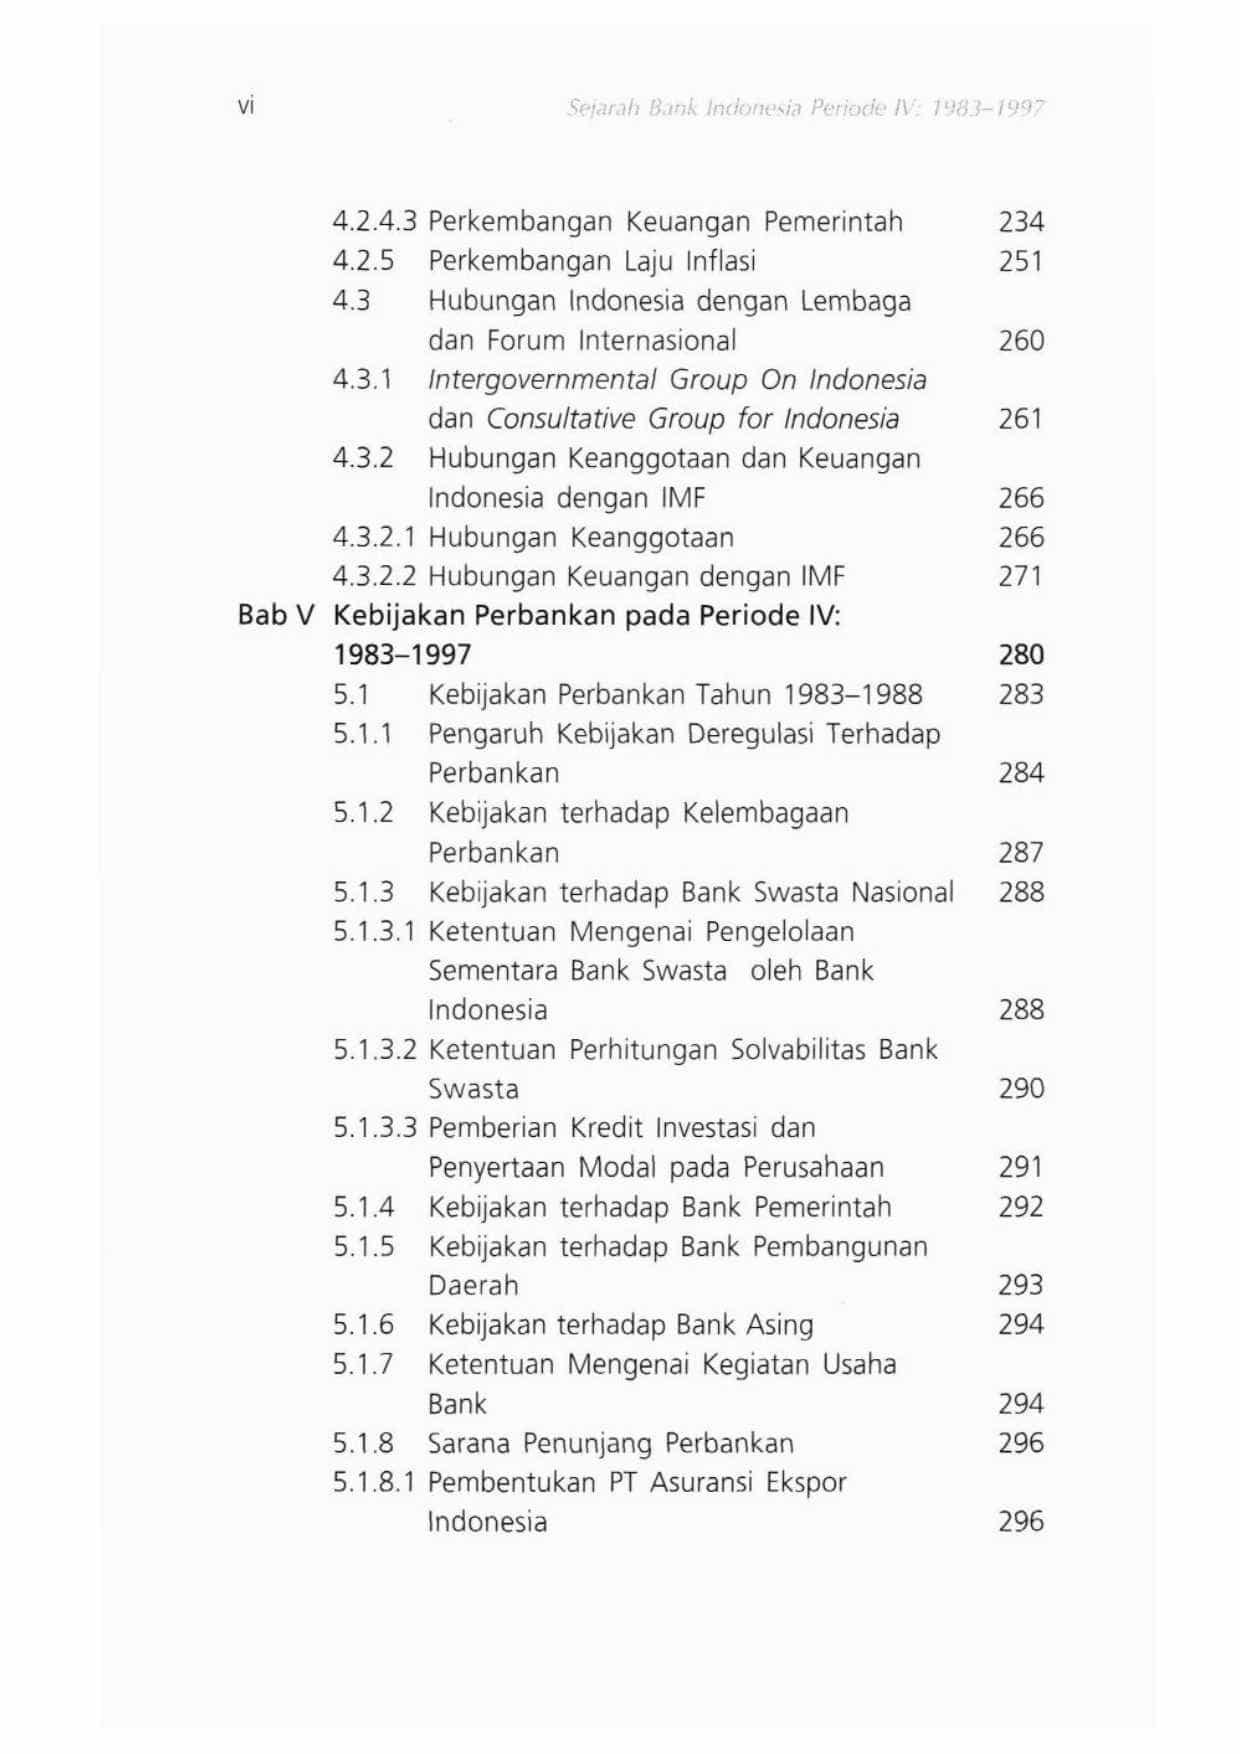 vi Sejarah Bank Indonesia Periode IV: 1983–1997
4.2.4.3 Perkembangan Keuangan Pemerintah 234
4.2.5 Perkembangan Laju Inflasi 251
4.3 Hubungan Indonesia dengan Lembaga
dan Forum Internasional 260
4.3.1 Intergovernmental Group On Indonesia
dan Consultative Group for Indonesia 261
4.3.2 Hubungan Keanggotaan dan Keuangan
Indonesia dengan IMF 266
4.3.2.1 Hubungan Keanggotaan 266
4.3.2.2 Hubungan Keuangan dengan IMF 271
Bab V Kebijakan Perbankan pada Periode IV:
1983–1997 280
5.1 Kebijakan Perbankan Tahun 1983–1988 283
5.1.1 Pengaruh Kebijakan Deregulasi Terhadap
Perbankan 284
5.1.2 Kebijakan terhadap Kelembagaan
Perbankan 287
5.1.3 Kebijakan terhadap Bank Swasta Nasional 288
5.1.3.1 Ketentuan Mengenai Pengelolaan
Sementara Bank Swasta oleh Bank
Indonesia 288
5.1.3.2 Ketentuan Perhitungan Solvabilitas Bank
Swasta 290
5.1.3.3 Pemberian Kredit Investasi dan
Penyertaan Modal pada Perusahaan 291
5.1.4 Kebijakan terhadap Bank Pemerintah 292
5.1.5 Kebijakan terhadap Bank Pembangunan
Daerah 293
5.1.6 Kebijakan terhadap Bank Asing 294
5.1.7 Ketentuan Mengenai Kegiatan Usaha
Bank 294
5.1.8 Sarana Penunjang Perbankan 296
5.1.8.1 Pembentukan PT Asuransi Ekspor
Indonesia 296